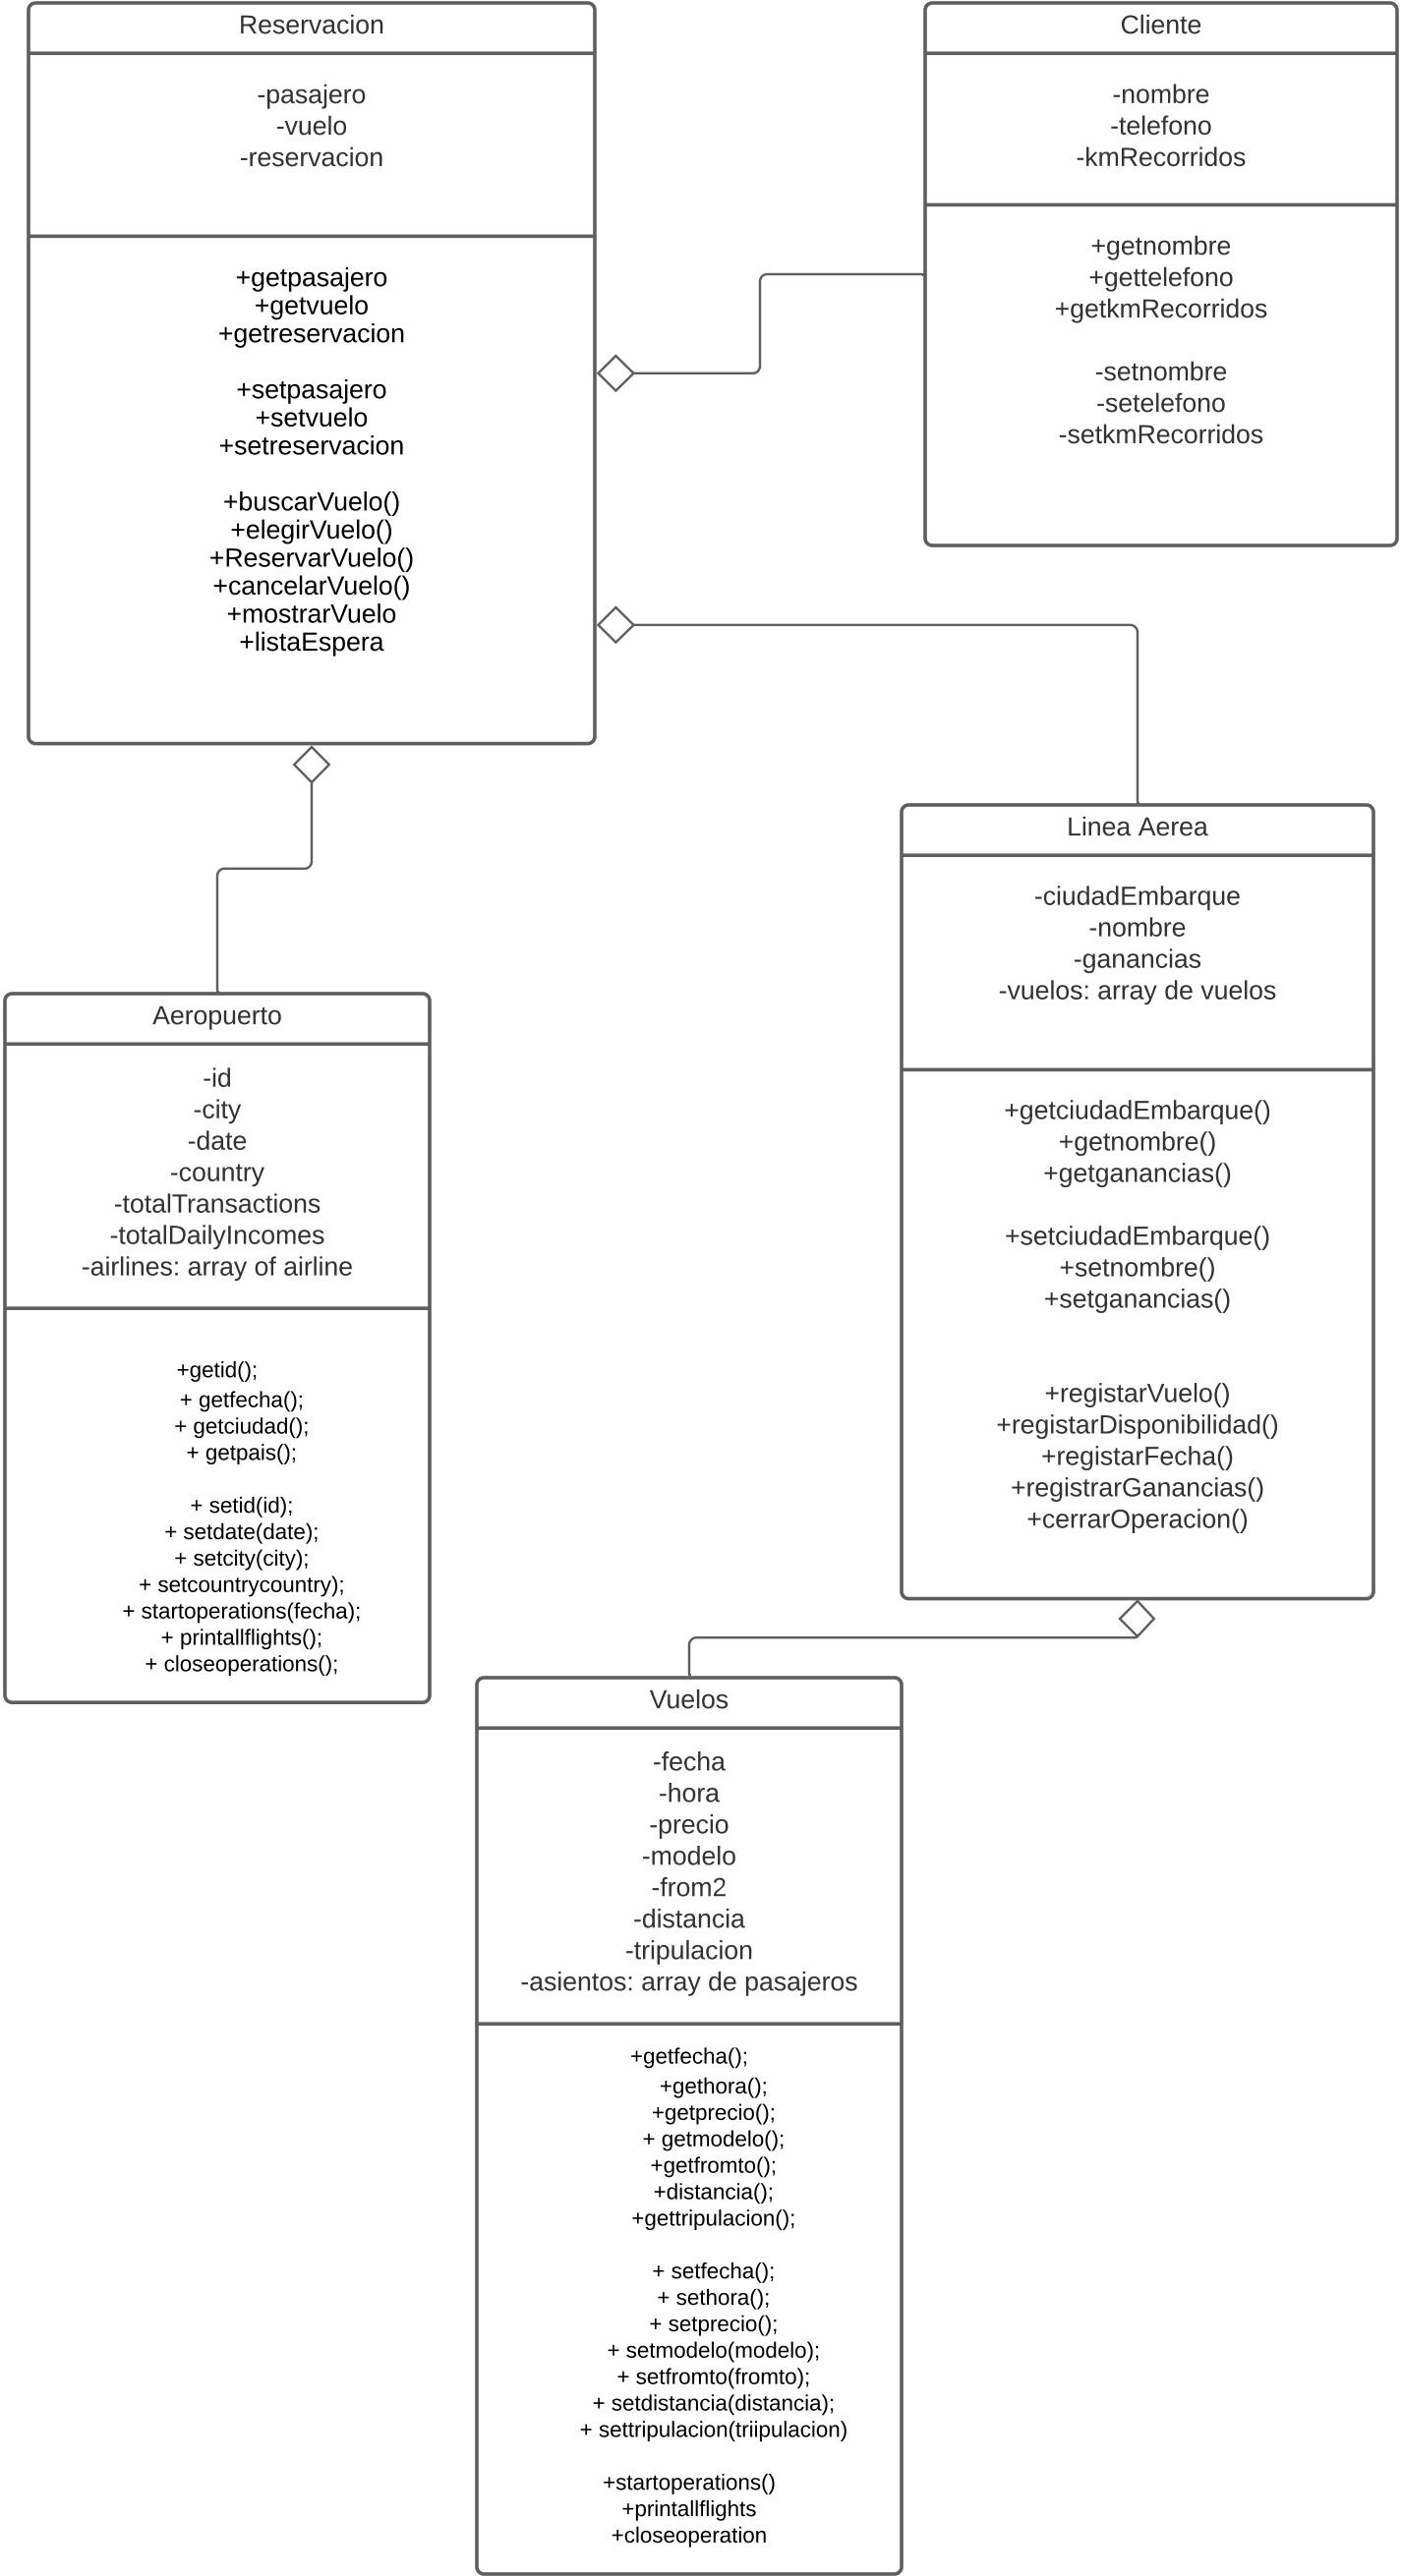 Reservacion
-pasajero
-vuelo
-reservacion
+getpasajero
+getvuelo
+getreservacion
+setpasajero
+setvuelo
+setreservacion
+buscarVuelo()
+elegirVuelo()
+ReservarVuelo()
+cancelarVuelo()
+mostrarVuelo
+listaEspera
Cliente
-nombre
-telefono
-kmRecorridos
+getnombre
+gettelefono
+getkmRecorridos
-setnombre
-setelefono
-setkmRecorridos
Linea Aerea
-ciudadEmbarque
-nombre
-ganancias
-vuelos: array de vuelos
+getciudadEmbarque()
+getnombre()
+getganancias()
+setciudadEmbarque()
+setnombre()
+setganancias()
+registarVuelo()
+registarDisponibilidad()
+registarFecha()
+registrarGanancias()
+cerrarOperacion()
Aeropuerto
-id
-city
-date
-country
-totalTransactions
-totalDailyIncomes
-airlines: array of airline
+getid();
+ getfecha();
+ getciudad();
+ getpais();
+ setid(id);
+ setdate(date);
+ setcity(city);
+ setcountrycountry);
+ startoperations(fecha);
+ printallflights();
+ closeoperations();
Vuelos
-fecha
-hora
-precio
-modelo
-from2
-distancia
-tripulacion
-asientos: array de pasajeros
+getfecha();
+gethora();
+getprecio();
+ getmodelo();
+getfromto();
+distancia();
+gettripulacion();
+ setfecha();
+ sethora();
+ setprecio();
+ setmodelo(modelo);
+ setfromto(fromto);
+ setdistancia(distancia);
+ settripulacion(triipulacion)
+startoperations()
+printallflights
+closeoperation